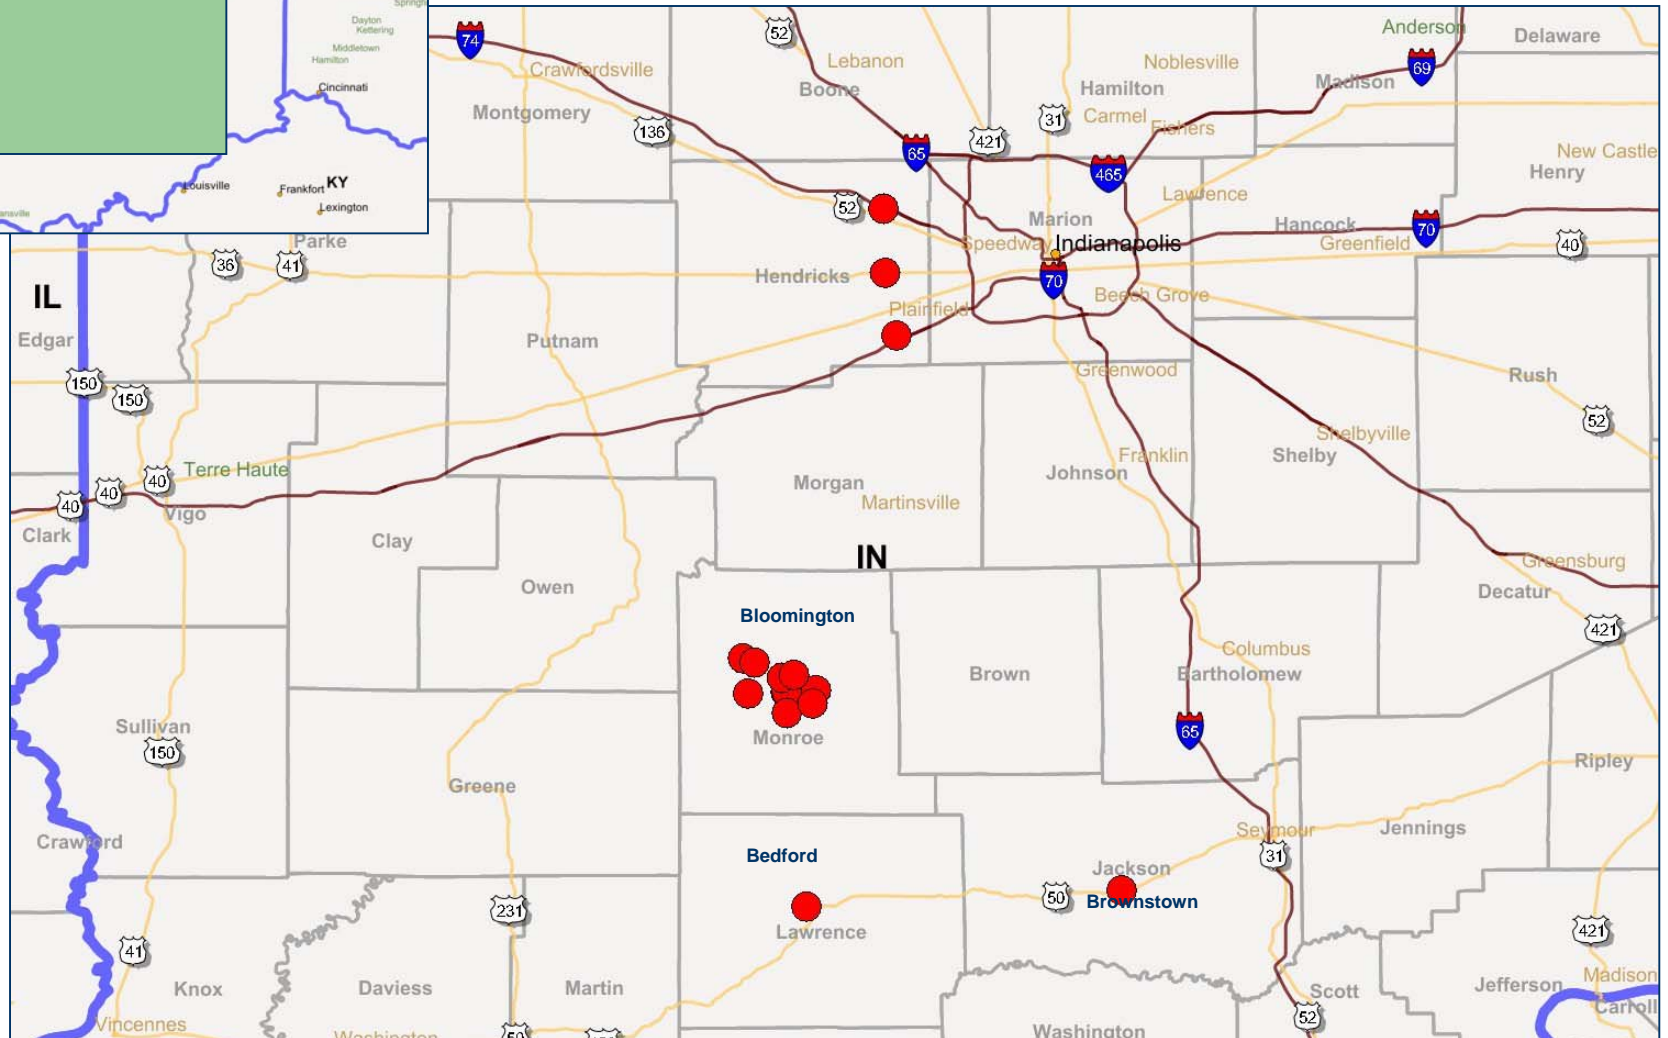 Dayton
Kettering
Middletown
Hamilton
Cincinnati
Louisville
Frankfort
KY
Lexington
74
52
Crawfordsville
Lebanon
Boone
Montgomery
136
65
421
31
Noblesville
Hamilton
Carmel
Fishers
Anderson
Madison
69
Delaware
465
New Castle
Henry
Lawrence
52
Marion
Hancock
70
Parke
36
41
Speedway
Indianapolis
Greenfield
40
IL
Hendricks
70
Beech Grove
Plainfield
Edgar
Putnam
150
150
Greenwood
Rush
52
Shelbyville
Shelby
Franklin
Johnson
Terre Haute
40
40
40
Morgan
Martinsville
Vigo
Clark
Clay
IN
Owen
Greensburg
Decatur
Bloomington
421
Columbus
Brown
Bartholomew
Sullivan
150
65
Monroe
Greene
Ripley
Crawford
Seymour
Jennings
31
Bedford
Jackson
50
Brownstown
231
Lawrence
421
41
Knox
Daviess
Martin
Scott
Jefferson
Madison
Carroll
52
Vincennes
Washington
50
Washington